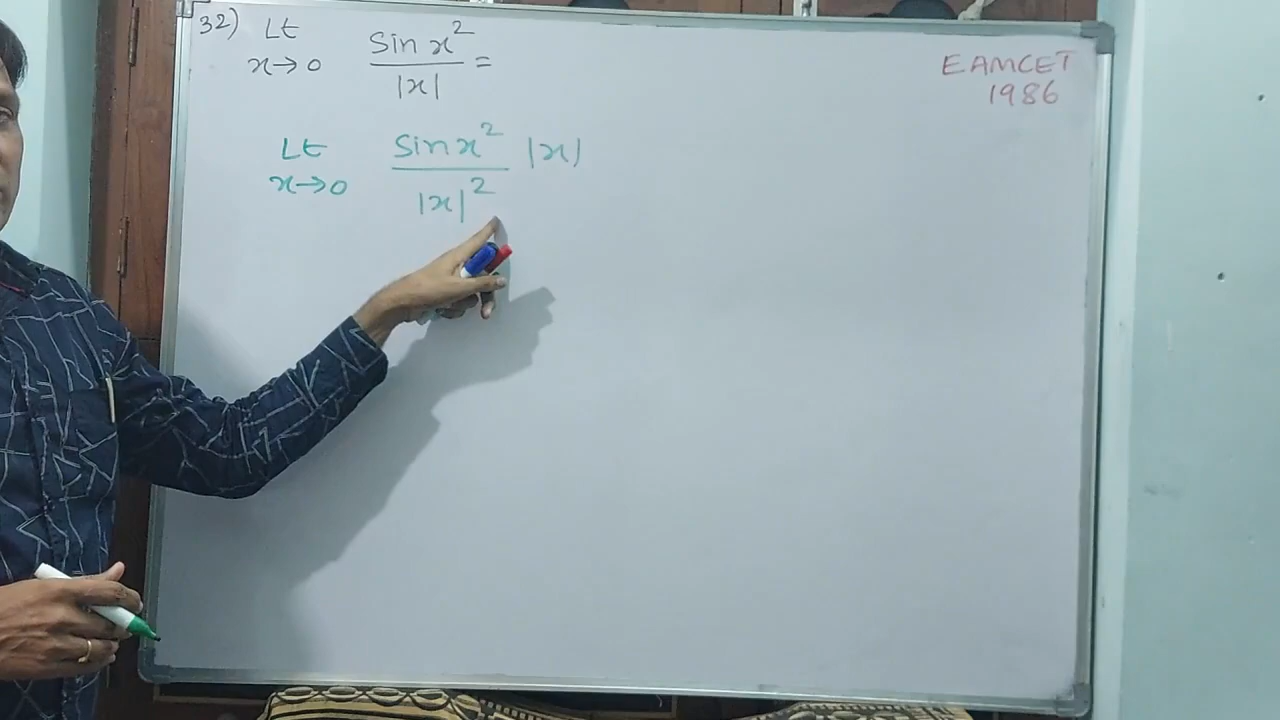 32) Lt sin x²
x→0 |x| =
EAMCET
1986
Lt sin x² |x|
x→0 |x|²